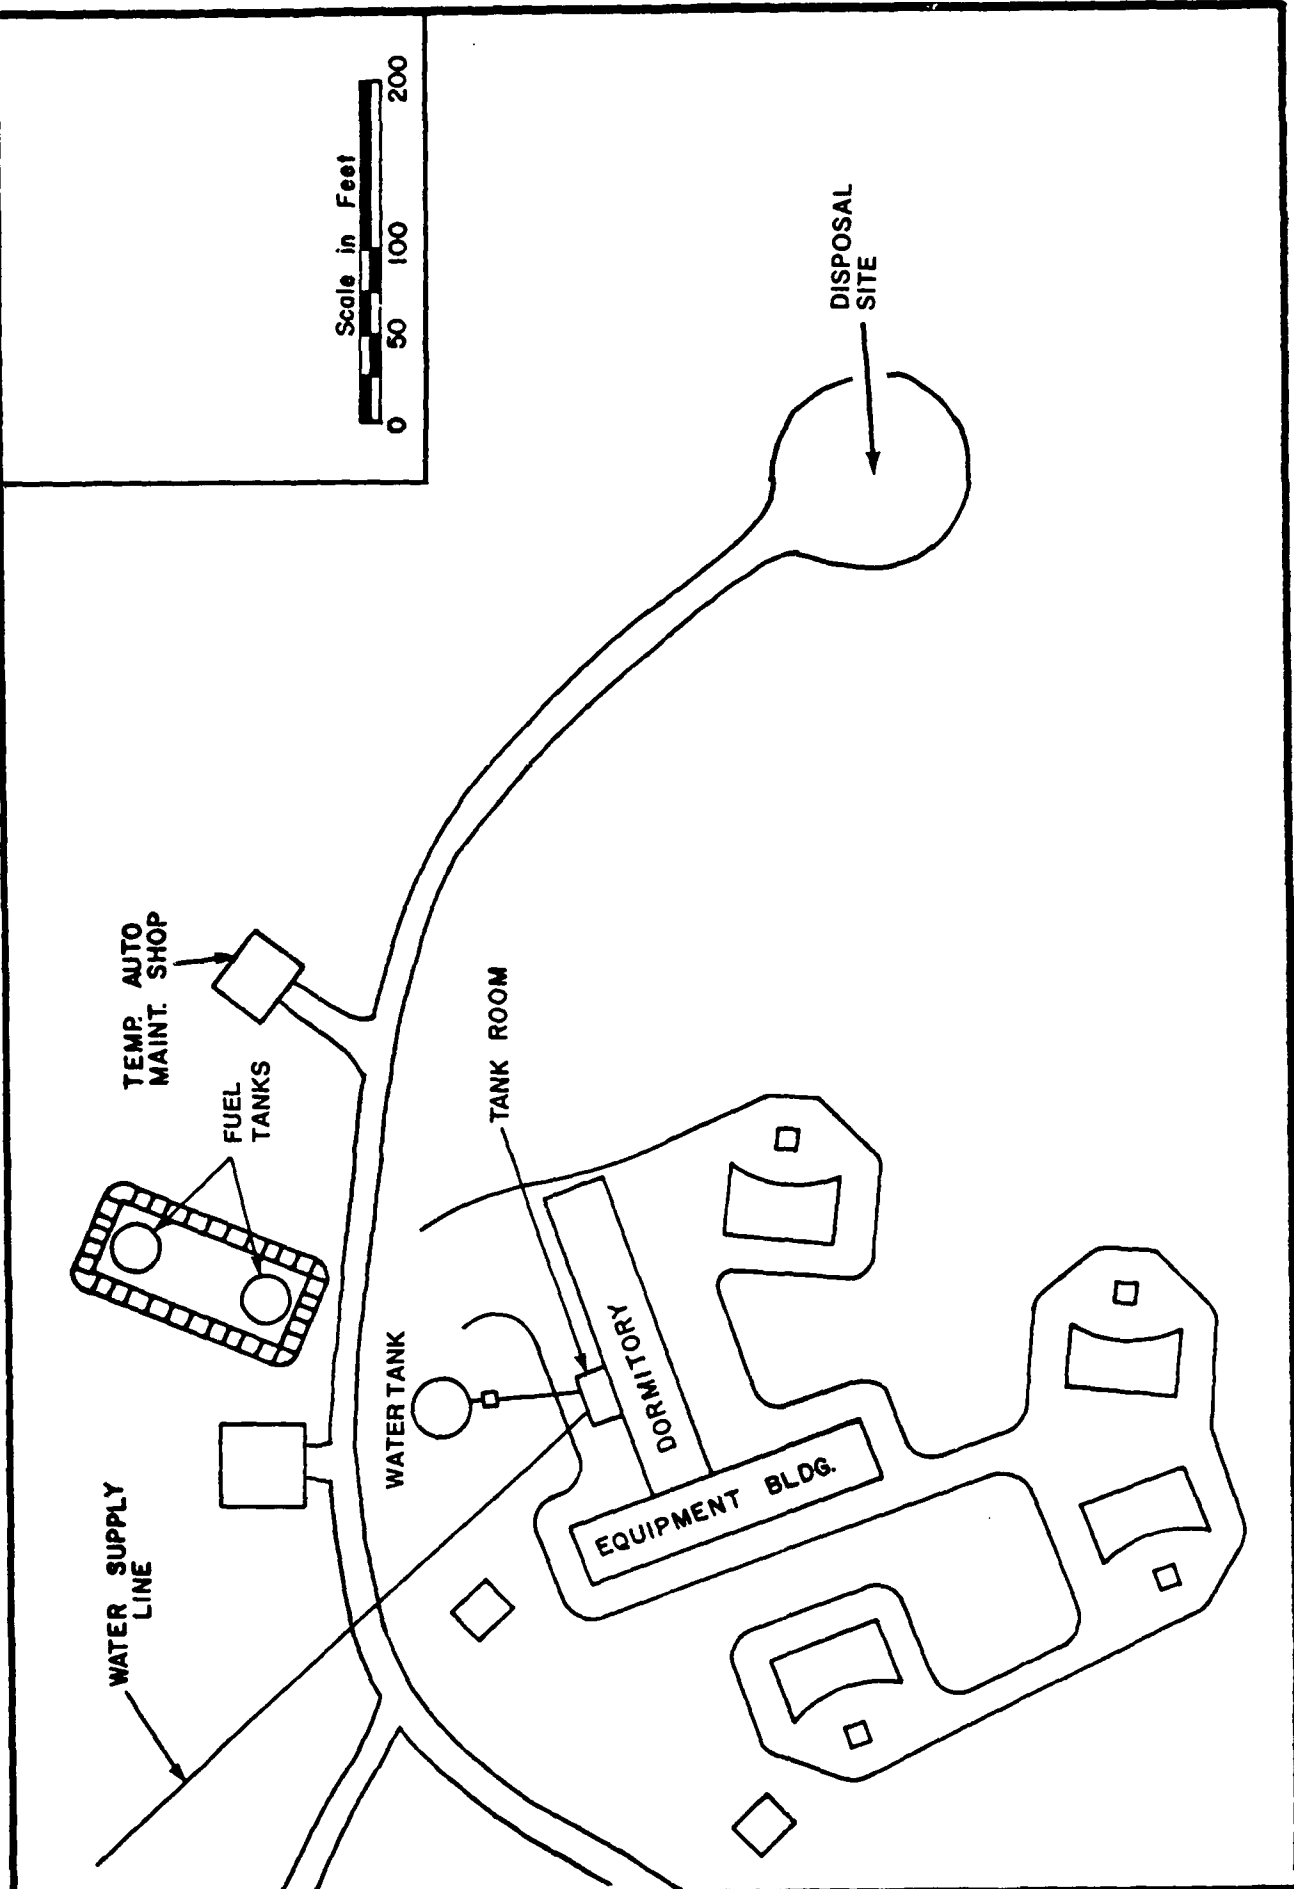 Scale in Feet
0 50 100 200
DISPOSAL
SITE
TEMP. AUTO
MAINT. SHOP
FUEL
TANKS
TANK ROOM
WATER TANK
DORMITORY
EQUIPMENT BLDG.
WATER SUPPLY
LINE